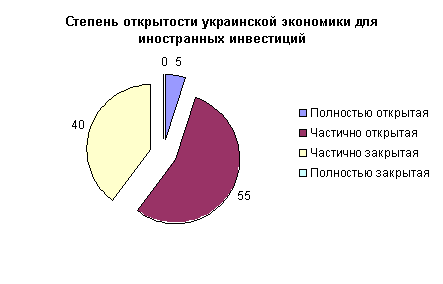 Степень открытости украинской экономики для
иностранных инвестиций
0 5
40
55
Полностью открытая
Частично открытая
Частично закрытая
Полностью закрытая